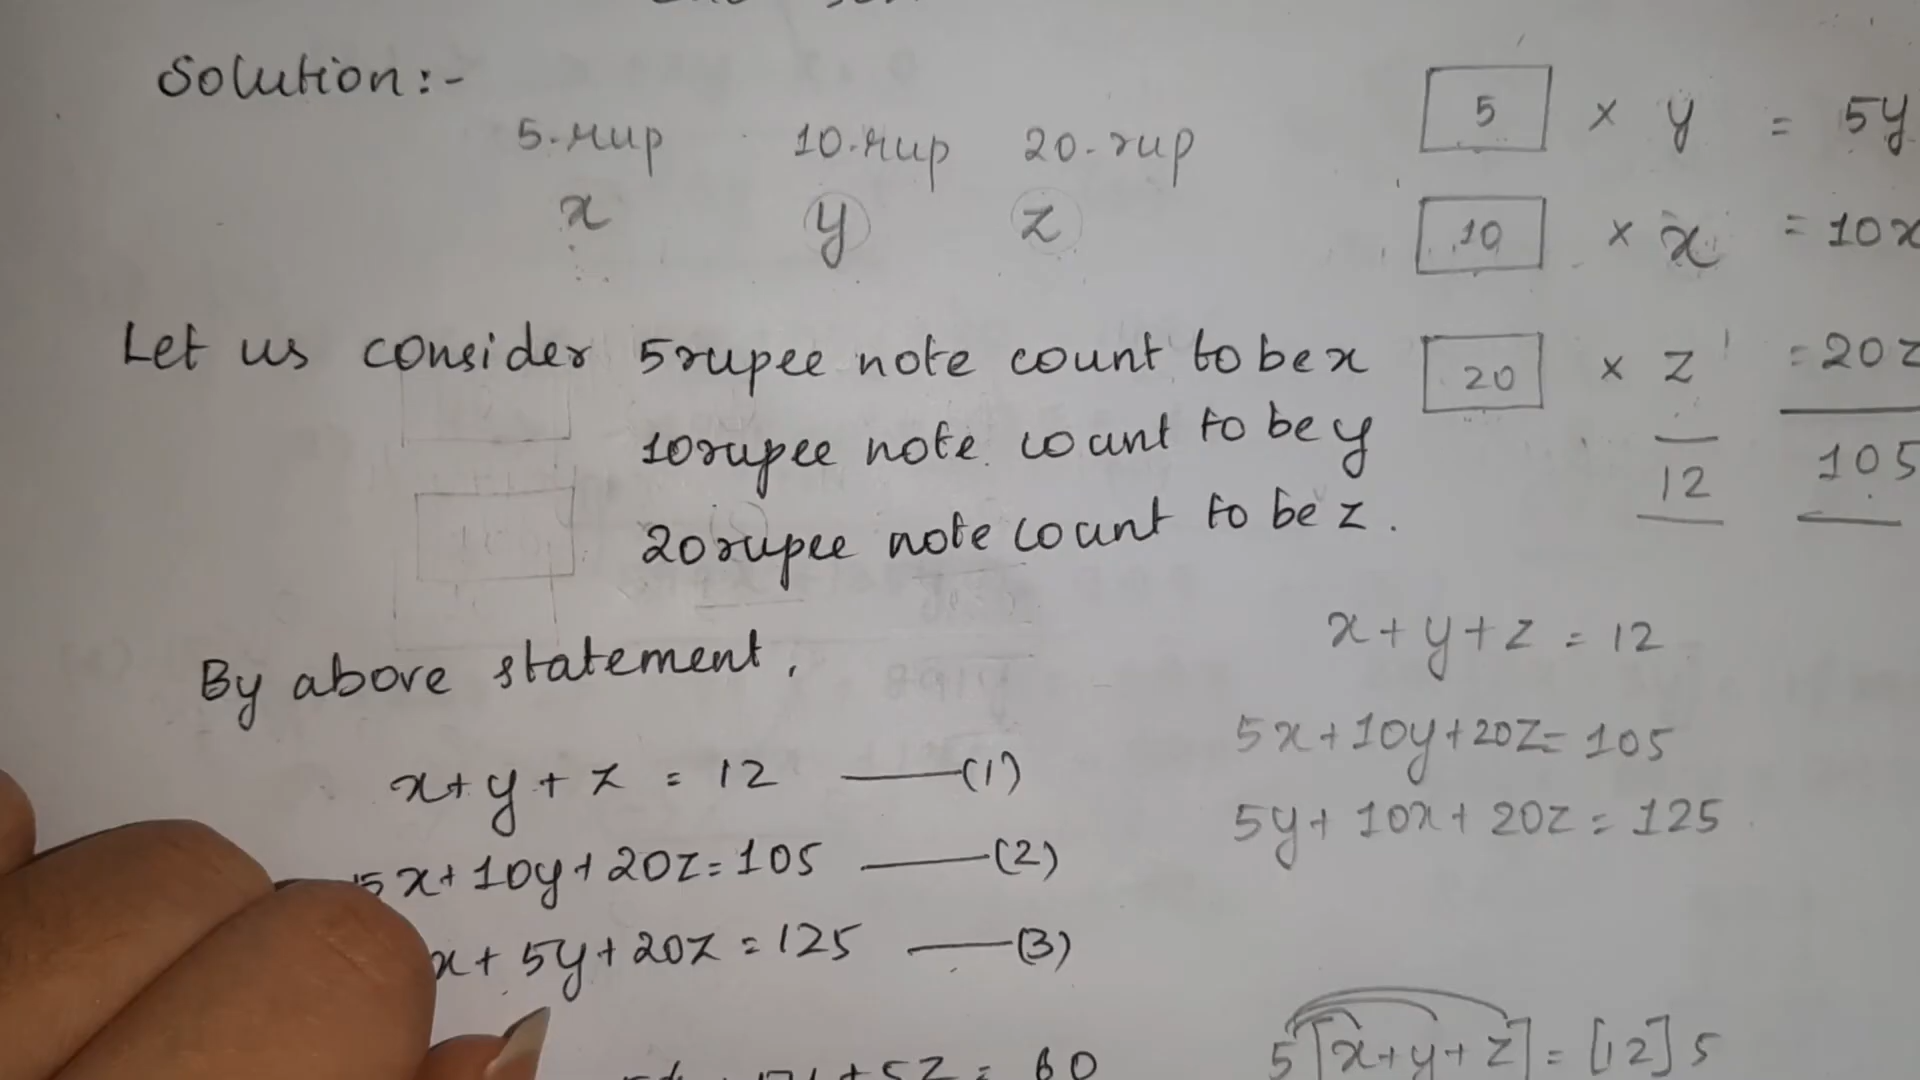 Solution:-
5.rup 10.rup 20-rup
x y z
5 × y = 5y
10 × x = 10x
20 × z = 20z
12 105
Let us consider 5rupee note count to be x
10rupee note count to be y
20rupee note count to be z.
By above statement,
x+y+z = 12 ——(1)
5x+10y+20z=105 ——(2)
x+5y+20z=125 ——(3)
x+y+z = 12
5x+10y+20z=105
5y+10x+20z=125
5[x+y+z]=[12]5
+5z = 60